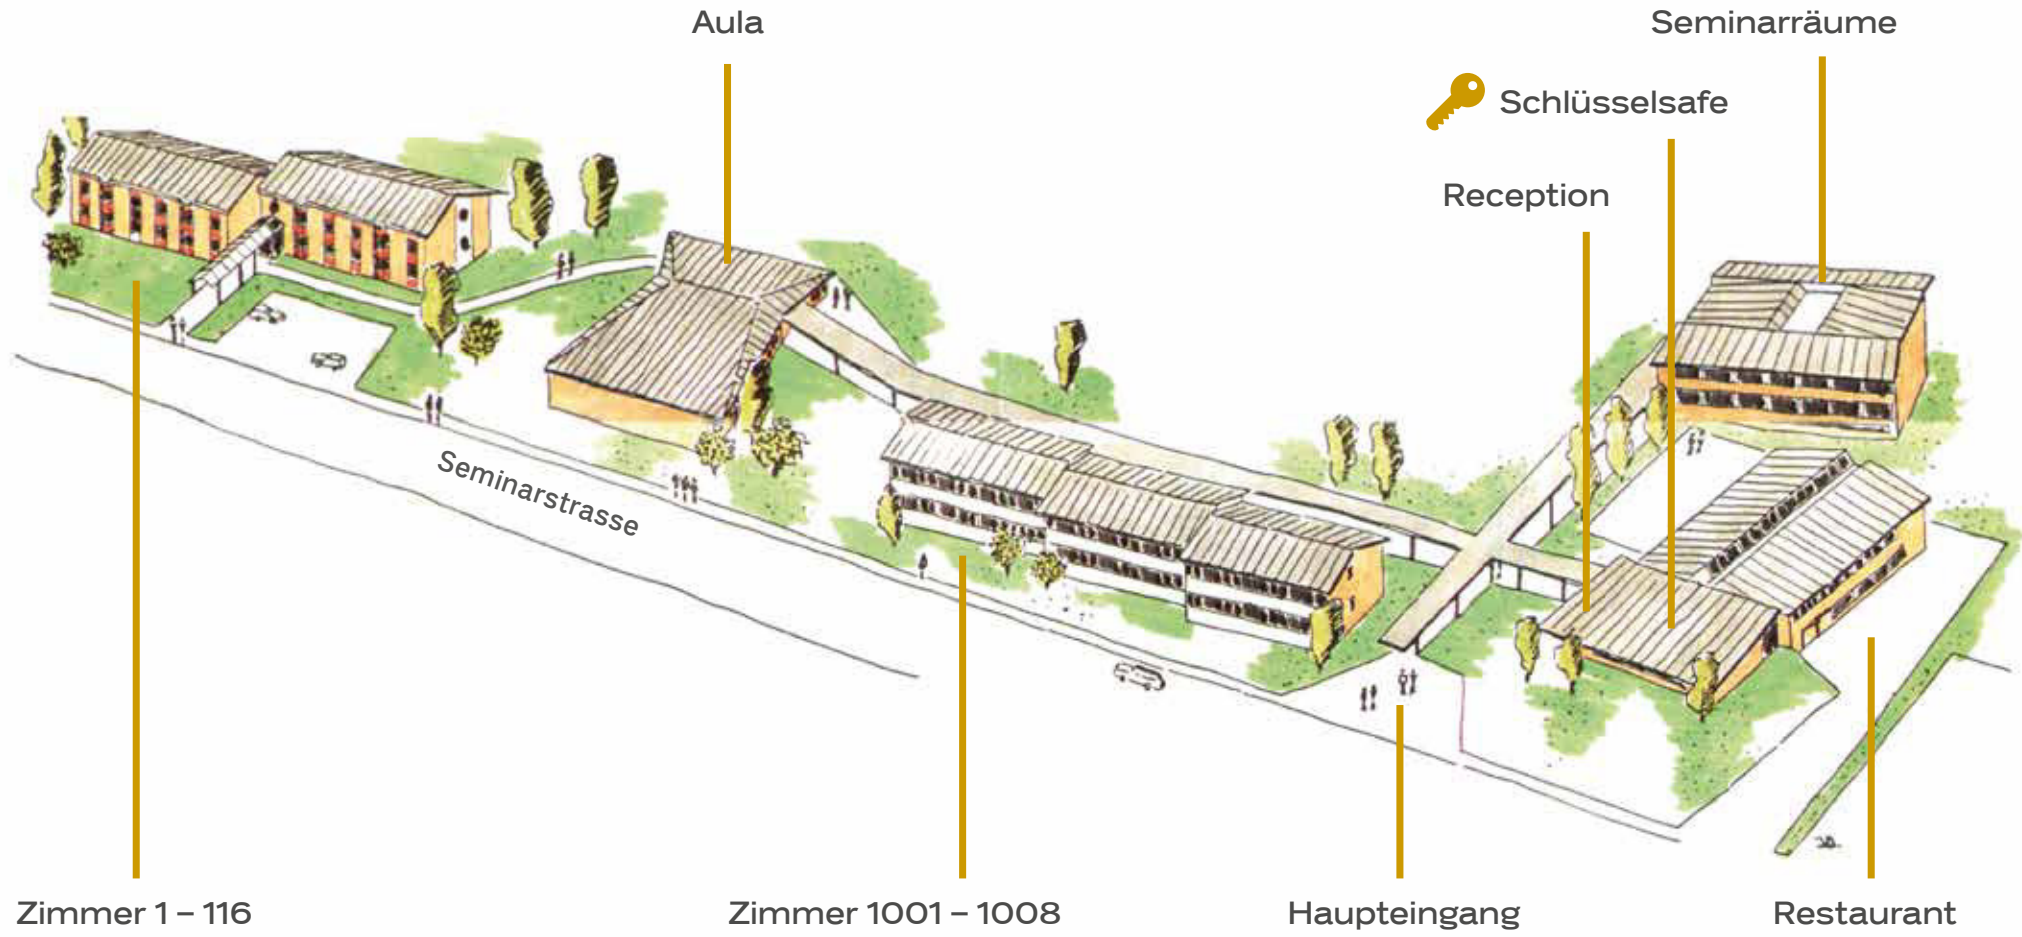 Aula
Seminarräume
Schlüsselsafe
Reception
Seminarstrasse
Zimmer 1 – 116
Zimmer 1001 – 1008
Haupteingang
Restaurant